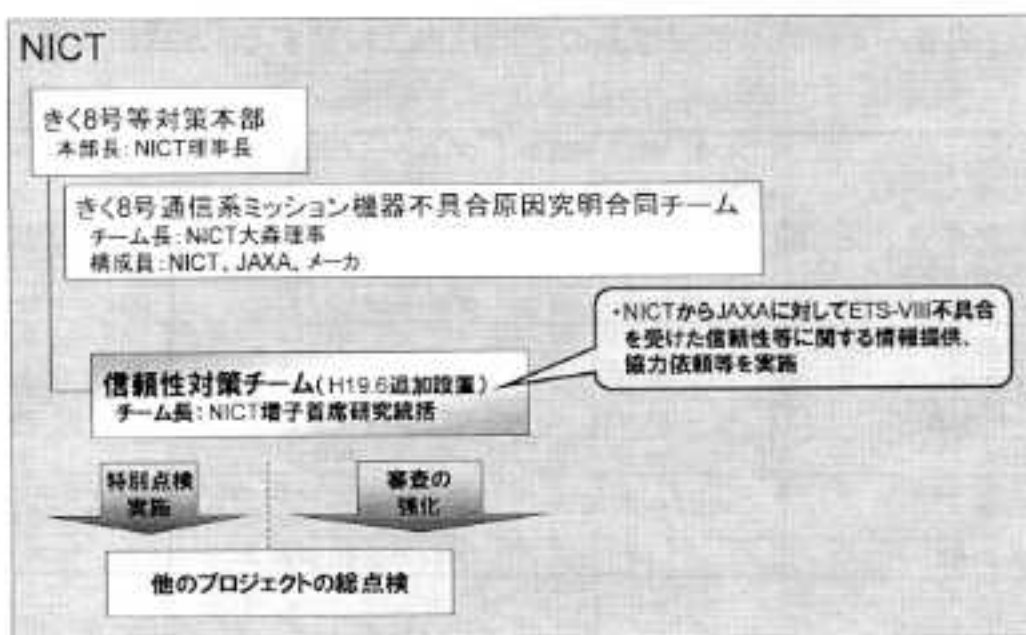 NICT
きく8号等対策本部
本部長：NICT理事長
きく8号通信系ミッション機器不具合原因究明合同チーム
チーム長：NICT大森理事
構成員：NICT、JAXA、メーカ
・NICTからJAXAに対してETS-VIII不具合
を受けた信頼性等に関する情報提供、
協力依頼等を実施
信頼性対策チーム（H19.6追加設置）
チーム長：NICT増子首席研究統括
特別点検
実施
審査の
強化
他のプロジェクトの総点検